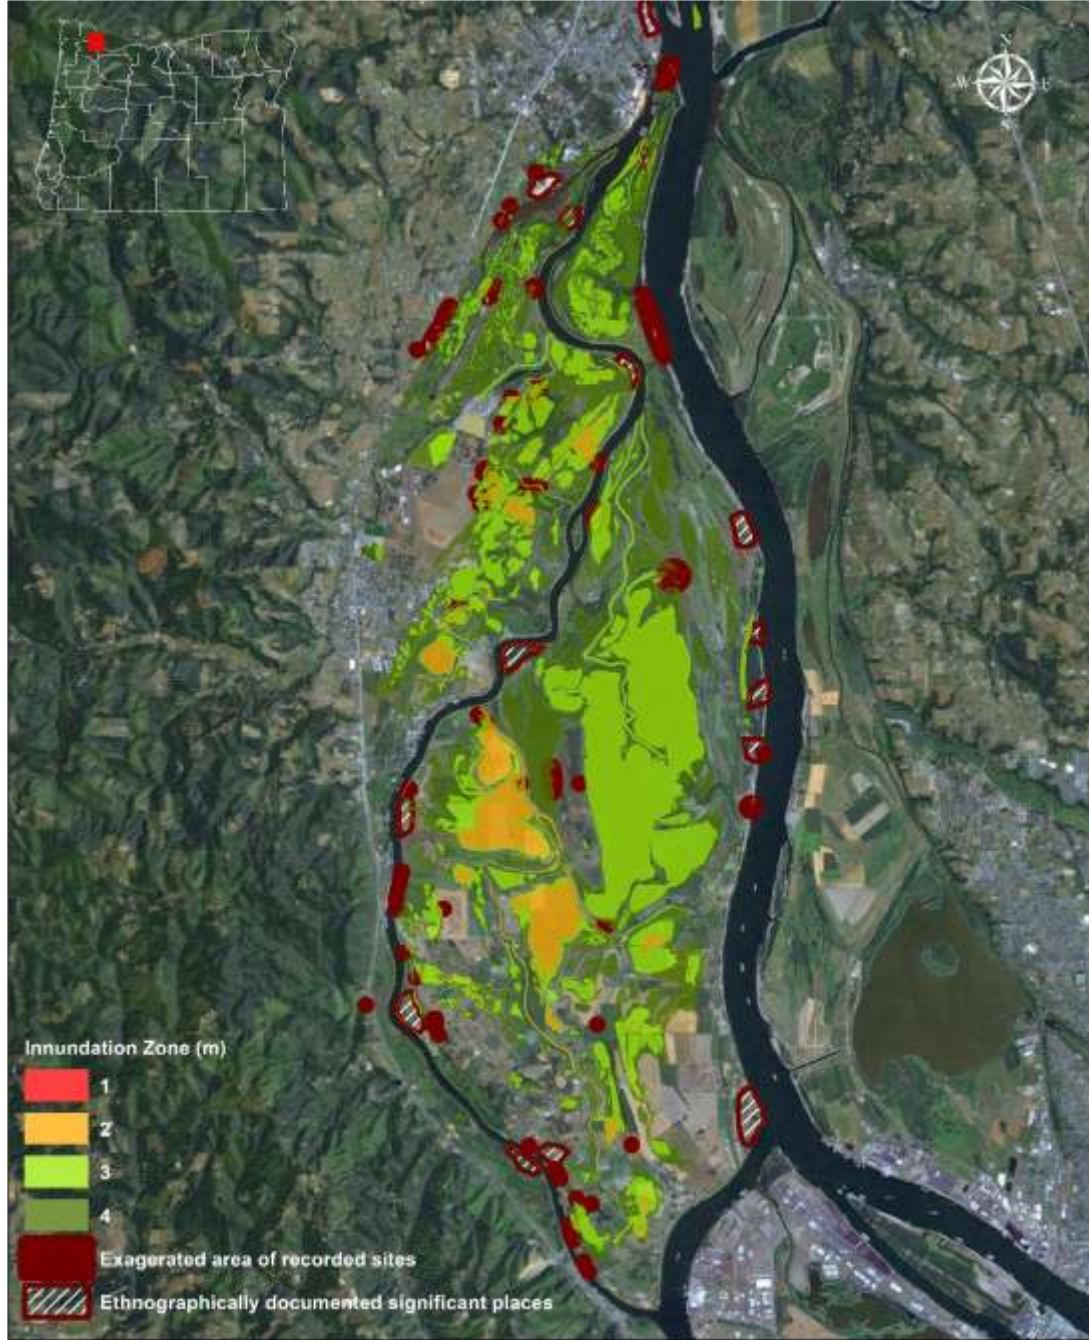 N
W E
S
Innundation Zone (m)
1
2
3
4
Exagerated area of recorded sites
Ethnographically documented significant places